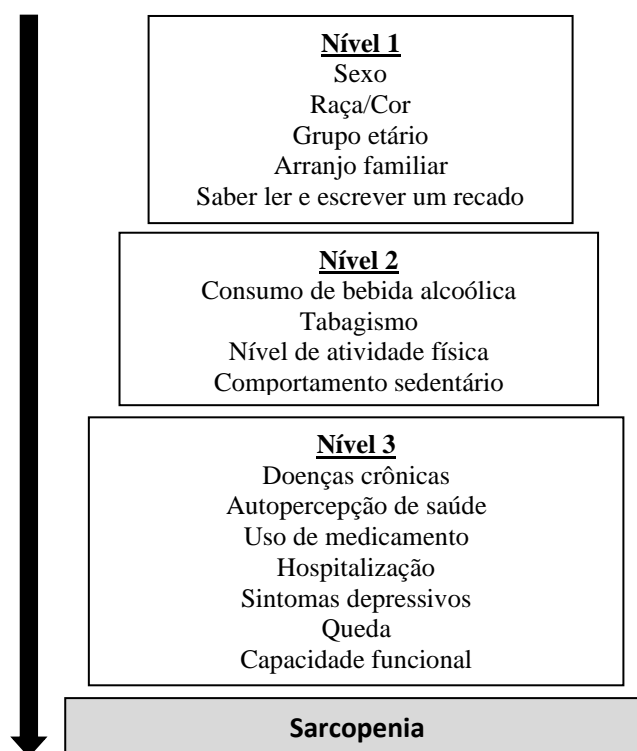 Nível 1
Sexo
Raça/Cor
Grupo etário
Arranjo familiar
Saber ler e escrever um recado
Nível 2
Consumo de bebida alcoólica
Tabagismo
Nível de atividade física
Comportamento sedentário
Nível 3
Doenças crônicas
Autopercepção de saúde
Uso de medicamento
Hospitalização
Sintomas depressivos
Queda
Capacidade funcional
Sarcopenia